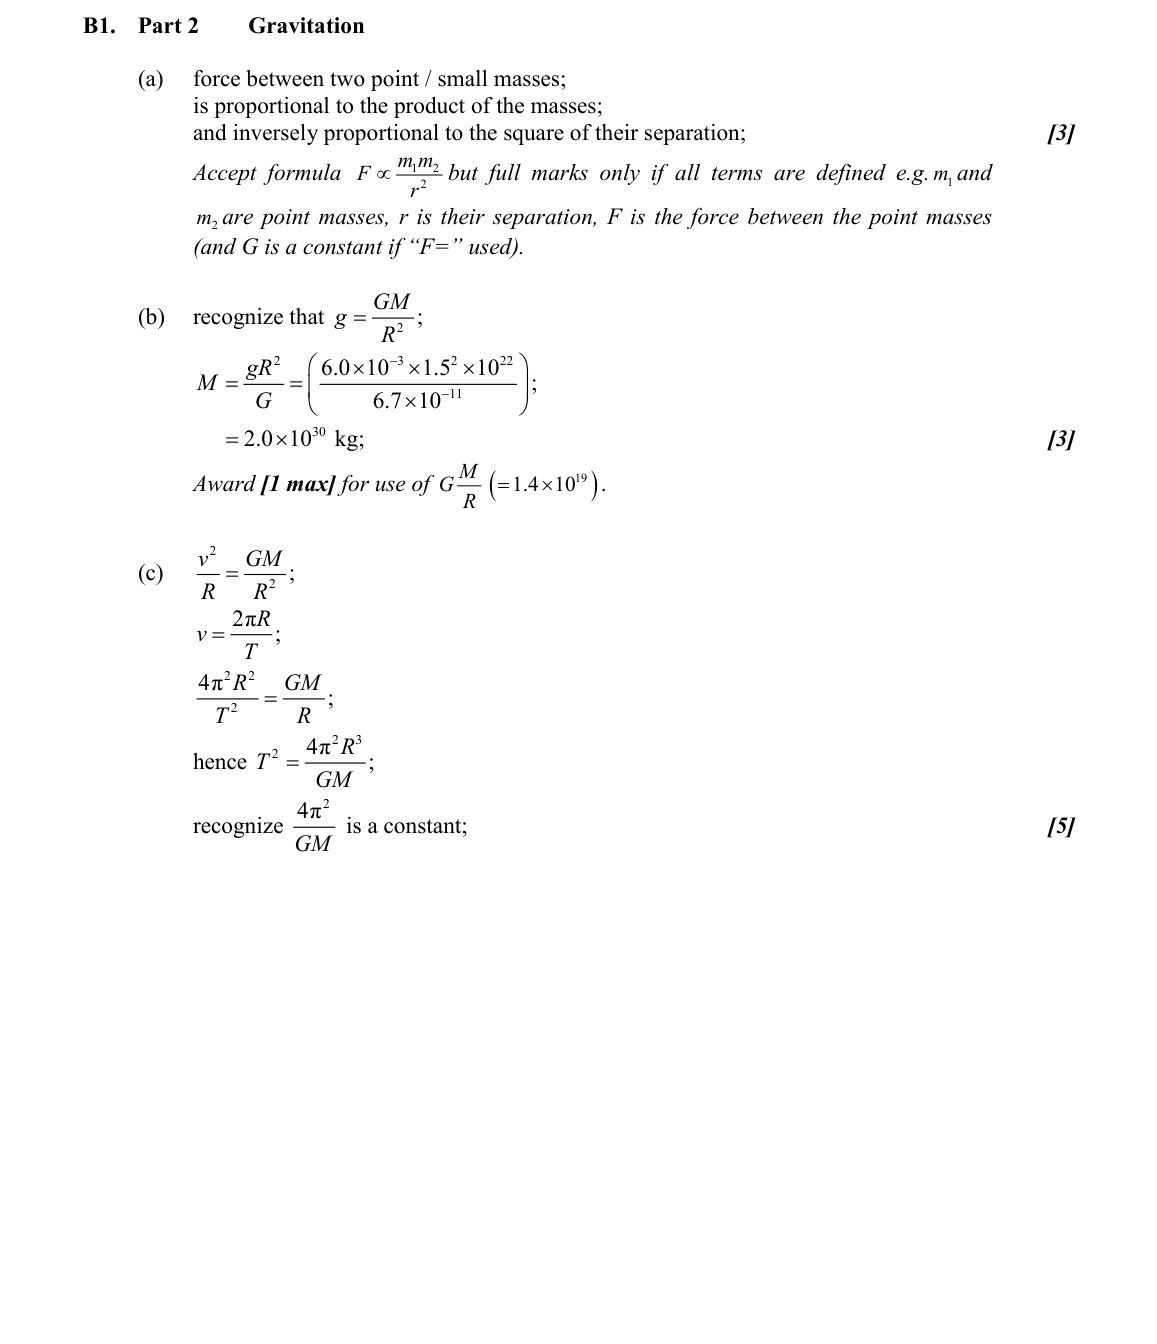 B1. Part 2 Gravitation
(a) force between two point / small masses;
is proportional to the product of the masses;
and inversely proportional to the square of their separation; [3]
Accept formula F ∝ m₁m₂/r² but full marks only if all terms are defined e.g. m₁ and
m₂ are point masses, r is their separation, F is the force between the point masses
(and G is a constant if “F=” used).
(b) recognize that g = GM/R²;
M = gR²/G = (6.0×10⁻³×1.5²×10²²/6.7×10⁻¹¹);
= 2.0×10³⁰ kg; [3]
Award [1 max] for use of G M/R (=1.4×10¹⁹).
(c) v²/R = GM/R²;
v = 2πR/T;
4π²R²/T² = GM/R;
hence T² = 4π²R³/GM;
recognize 4π²/GM is a constant; [5]